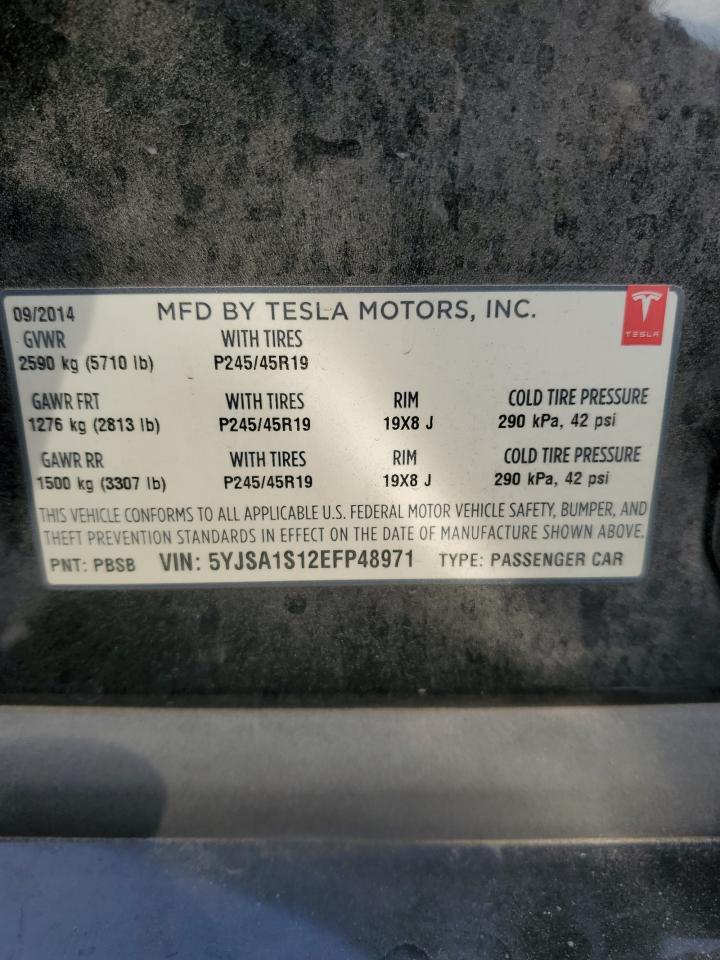 09/2014 MFD BY TESLA MOTORS, INC.
TESLA
GVWR WITH TIRES
2590 kg (5710 lb) P245/45R19
GAWR FRT WITH TIRES RIM COLD TIRE PRESSURE
1276 kg (2813 lb) P245/45R19 19X8 J 290 kPa, 42 psi
GAWR RR WITH TIRES RIM COLD TIRE PRESSURE
1500 kg (3307 lb) P245/45R19 19X8 J 290 kPa, 42 psi
THIS VEHICLE CONFORMS TO ALL APPLICABLE U.S. FEDERAL MOTOR VEHICLE SAFETY, BUMPER, AND
THEFT PREVENTION STANDARDS IN EFFECT ON THE DATE OF MANUFACTURE SHOWN ABOVE.
PNT: PBSB VIN: 5YJSA1S12EFP48971 TYPE: PASSENGER CAR